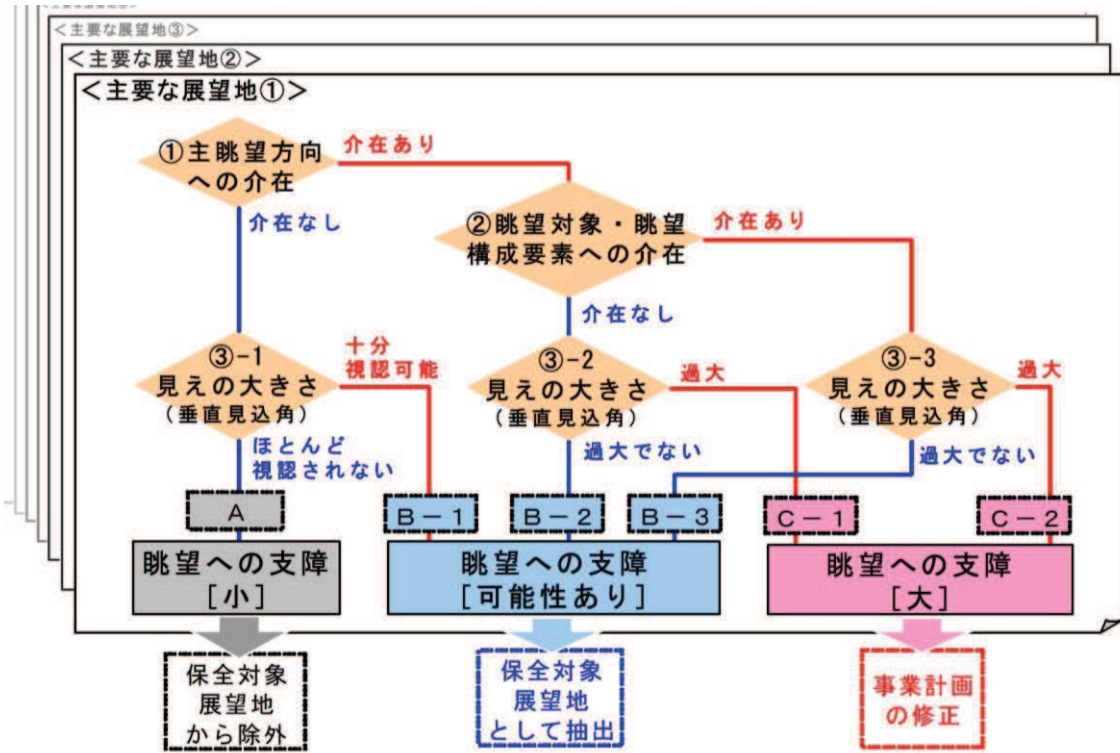 ＜主要な展望地③＞
＜主要な展望地②＞
＜主要な展望地①＞
①主眺望方向
への介在
介在あり
介在なし
②眺望対象・眺望
構成要素への介在
介在あり
介在なし
③-1
見えの大きさ
(垂直見込角)
十分
視認可能
ほとんど
視認されない
③-2
見えの大きさ
(垂直見込角)
過大
過大でない
③-3
見えの大きさ
(垂直見込角)
過大
過大でない
A
B－1
B－2
B－3
C－1
C－2
眺望への支障
[小]
眺望への支障
[可能性あり]
眺望への支障
[大]
保全対象
展望地
から除外
保全対象
展望地
として抽出
事業計画
の修正